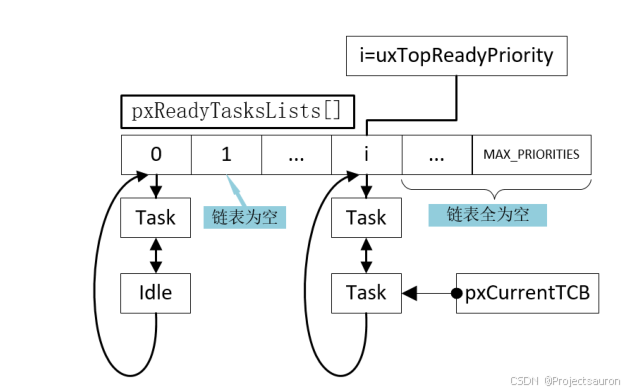 i=uxTopReadyPriority
pxReadyTasksLists[]
0 1 ... i ... MAX_PRIORITIES
Task 链表为空 Task 链表全为空
Idle Task pxCurrentTCB
CSDN @Projectsauron